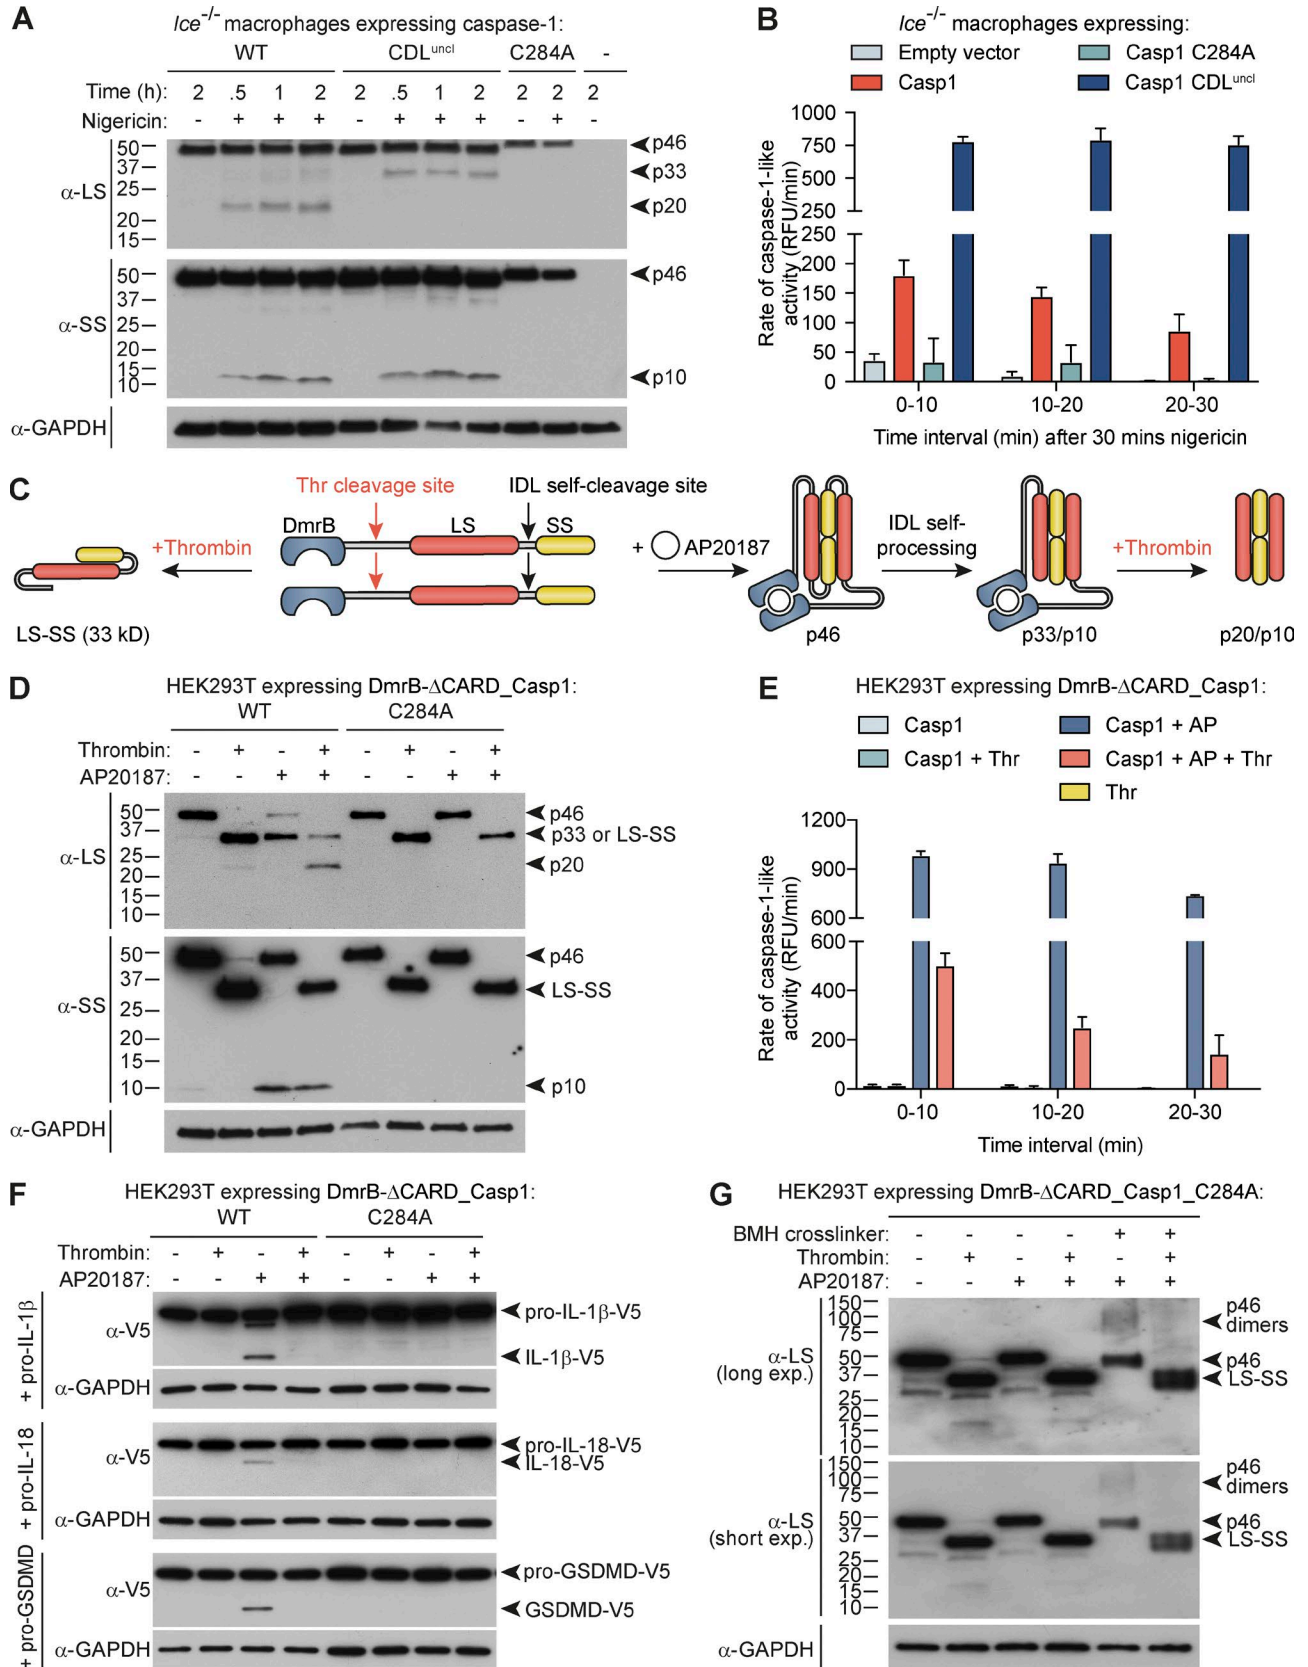 A
Ice-/- macrophages expressing caspase-1:
WT CDLuncl C284A -
Time (h): 2 .5 1 2 2 .5 1 2 2 2 2
Nigericin: - + + + - + + + - + -
α-LS
50
37
25
20
15
p46
p33
p20
α-SS
50
37
25
20
15
10
p46
p10
α-GAPDH
B
Ice-/- macrophages expressing:
Empty vector
Casp1 C284A
Casp1
Casp1 CDLuncl
Rate of caspase-1-like
activity (RFU/min)
1000
750
500
250
250
200
150
100
50
0
0-10 10-20 20-30
Time interval (min) after 30 mins nigericin
C
Thr cleavage site
IDL self-cleavage site
DmrB LS SS
+Thrombin
+ AP20187
IDL self-
processing
+Thrombin
LS-SS (33 kD)
p46
p33/p10
p20/p10
D
HEK293T expressing DmrB-ΔCARD_Casp1:
WT C284A
Thrombin: - + - + - + - +
AP20187: - - + + - - + +
α-LS
50
37
25
20
15
10
p46
p33 or LS-SS
p20
α-SS
50
37
25
20
15
10
p46
LS-SS
p10
α-GAPDH
E
HEK293T expressing DmrB-ΔCARD_Casp1:
Casp1
Casp1 + AP
Casp1 + Thr
Casp1 + AP + Thr
Thr
Rate of caspase-1-like
activity (RFU/min)
1200
900
600
600
400
200
0
0-10 10-20 20-30
Time interval (min)
F
HEK293T expressing DmrB-ΔCARD_Casp1:
WT C284A
Thrombin: - + - + - + - +
AP20187: - - + + - - + +
+ pro-IL-1β
α-V5
pro-IL-1β-V5
IL-1β-V5
α-GAPDH
+ pro-IL-18
α-V5
pro-IL-18-V5
IL-18-V5
α-GAPDH
+ pro-GSDMD
α-V5
pro-GSDMD-V5
GSDMD-V5
α-GAPDH
G
HEK293T expressing DmrB-ΔCARD_Casp1_C284A:
BMH crosslinker: - - - - + +
Thrombin: - + - + - +
AP20187: - - + + + +
α-LS
(long exp.)
150
100
75
50
37
25
20
15
10
p46
dimers
p46
LS-SS
α-LS
(short exp.)
150
100
75
50
37
25
20
15
10
p46
dimers
p46
LS-SS
α-GAPDH